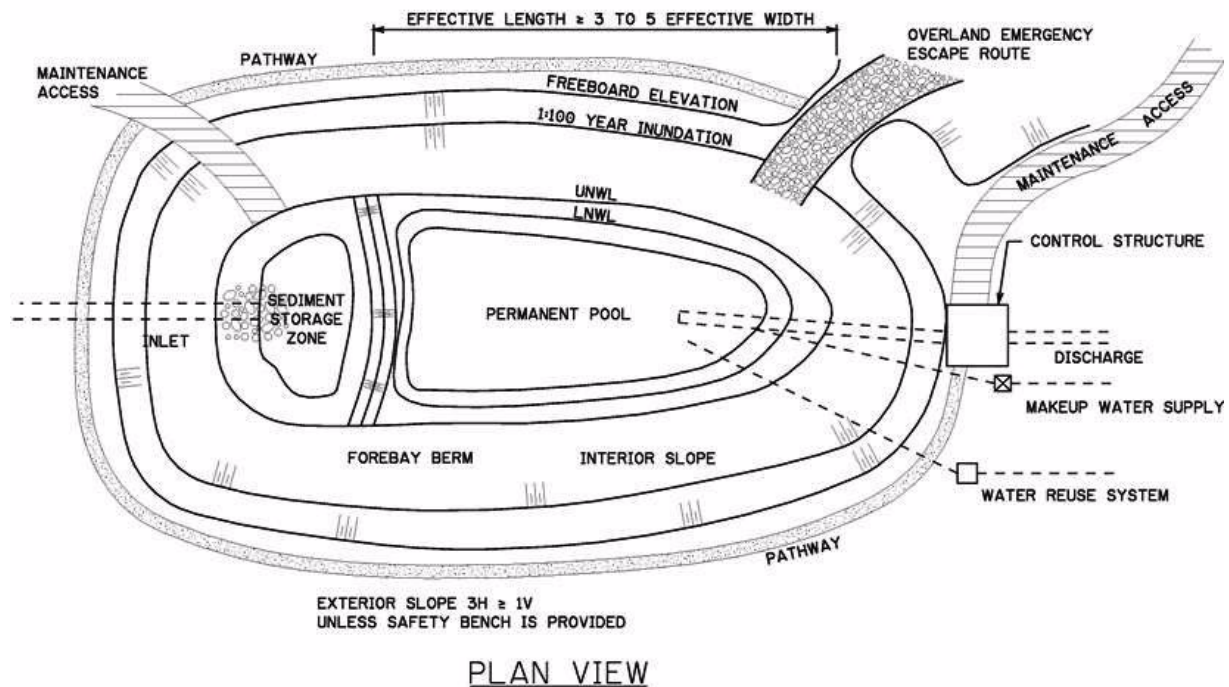 EFFECTIVE LENGTH ≥ 3 TO 5 EFFECTIVE WIDTH
OVERLAND EMERGENCY
ESCAPE ROUTE
PATHWAY
MAINTENANCE
ACCESS
FREEBOARD ELEVATION
1:100 YEAR INUNDATION
MAINTENANCE ACCESS
UNWL
LNWL
CONTROL STRUCTURE
SEDIMENT
STORAGE
ZONE
PERMANENT POOL
INLET
DISCHARGE
MAKEUP WATER SUPPLY
FOREBAY BERM
INTERIOR SLOPE
WATER REUSE SYSTEM
PATHWAY
EXTERIOR SLOPE 3H ≥ 1V
UNLESS SAFETY BENCH IS PROVIDED
PLAN VIEW